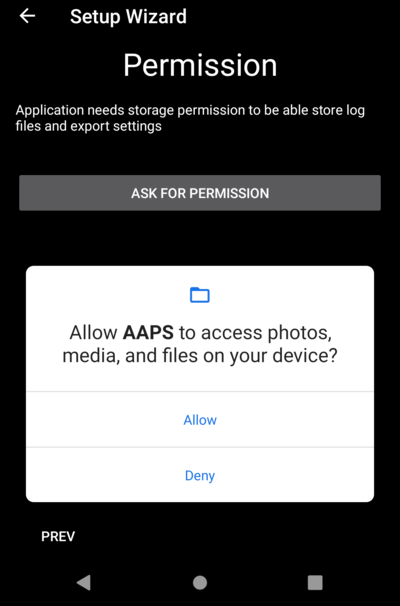 Setup Wizard
Permission
Application needs storage permission to be able store log
files and export settings
ASK FOR PERMISSION
Allow AAPS to access photos,
media, and files on your device?
Allow
Deny
PREV